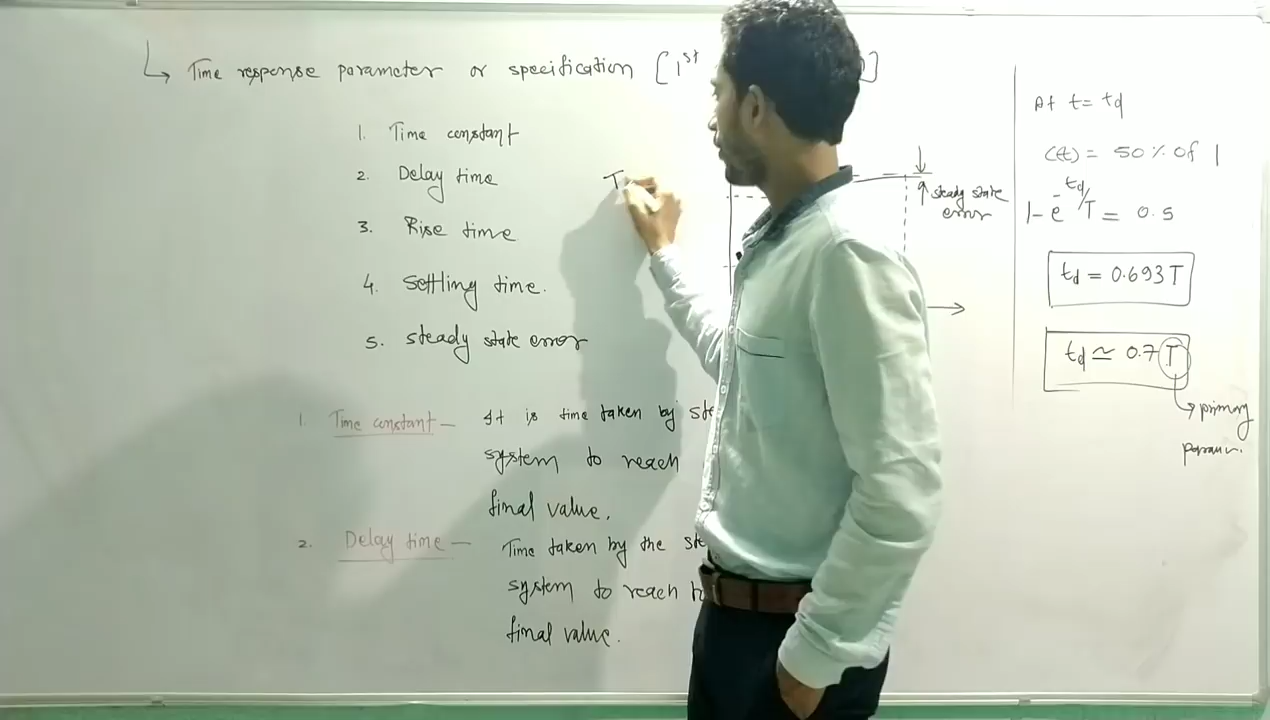 ↳ Time response parameter or specification [1st ]
1. Time constant
2. Delay time
3. Rise time
4. Settling time.
5. steady state error
T
steady state
error
1. Time constant — It is time taken by ste
system to reach
final value.
2. Delay time — Time taken by the ste
system to reach
final value.
At t = td
c(t) = 50% of 1
1 - e^-td/T = 0.5
td = 0.693T
td ≃ 0.7T
↳ primary